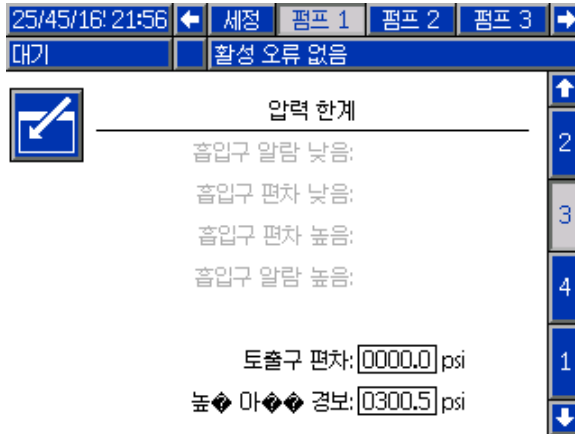 25/45/16! 21:56 세정 펌프 1 펌프 2 펌프 3
대기 활성 오류 없음
압력 한계
흡입구 알람 낮음:
흡입구 편차 낮음:
흡입구 편차 높음:
흡입구 알람 높음:
2
3
4
1
토출구 편차: 0000.0 psi
높� 아�� 경보: 0300.5 psi